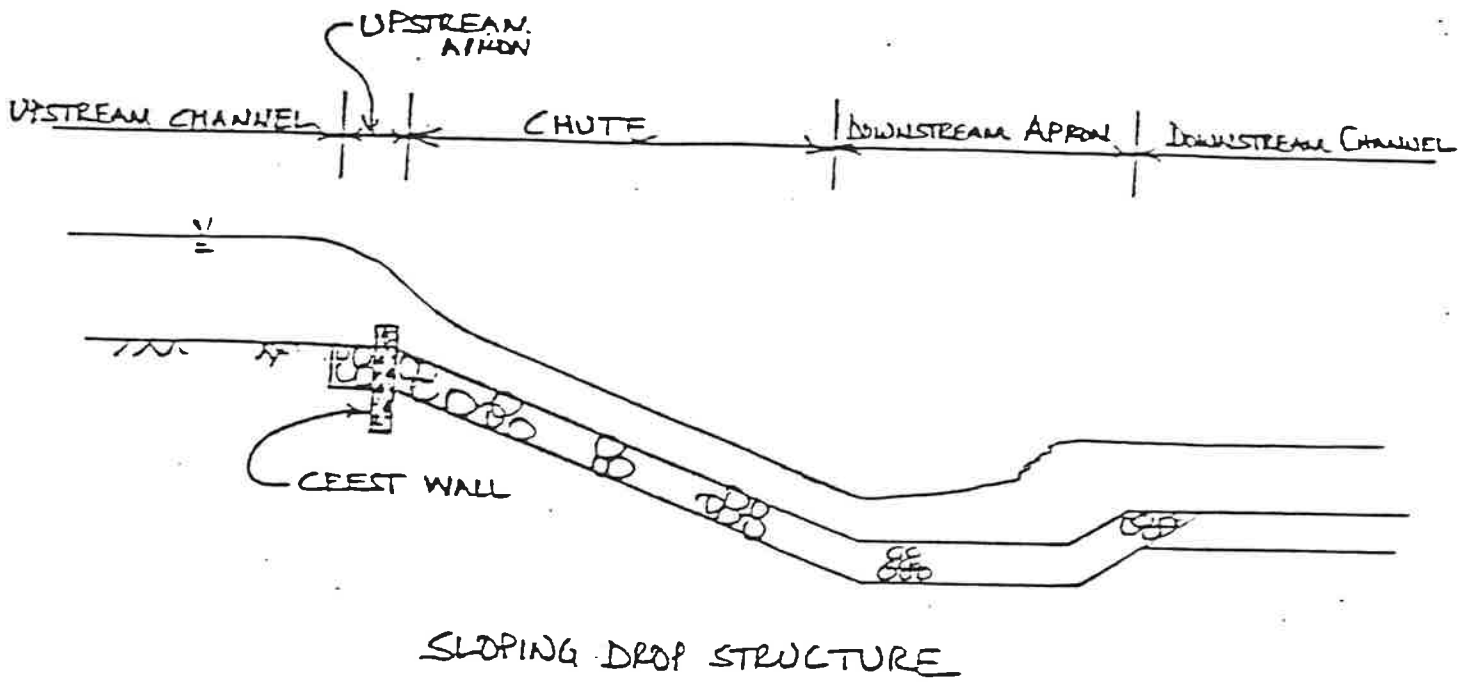 UPSTREAM
APRON
UPSTREAM CHANNEL
CHUTE
DOWNSTREAM APRON
DOWNSTREAM CHANNEL
CREST WALL
SLOPING DROP STRUCTURE